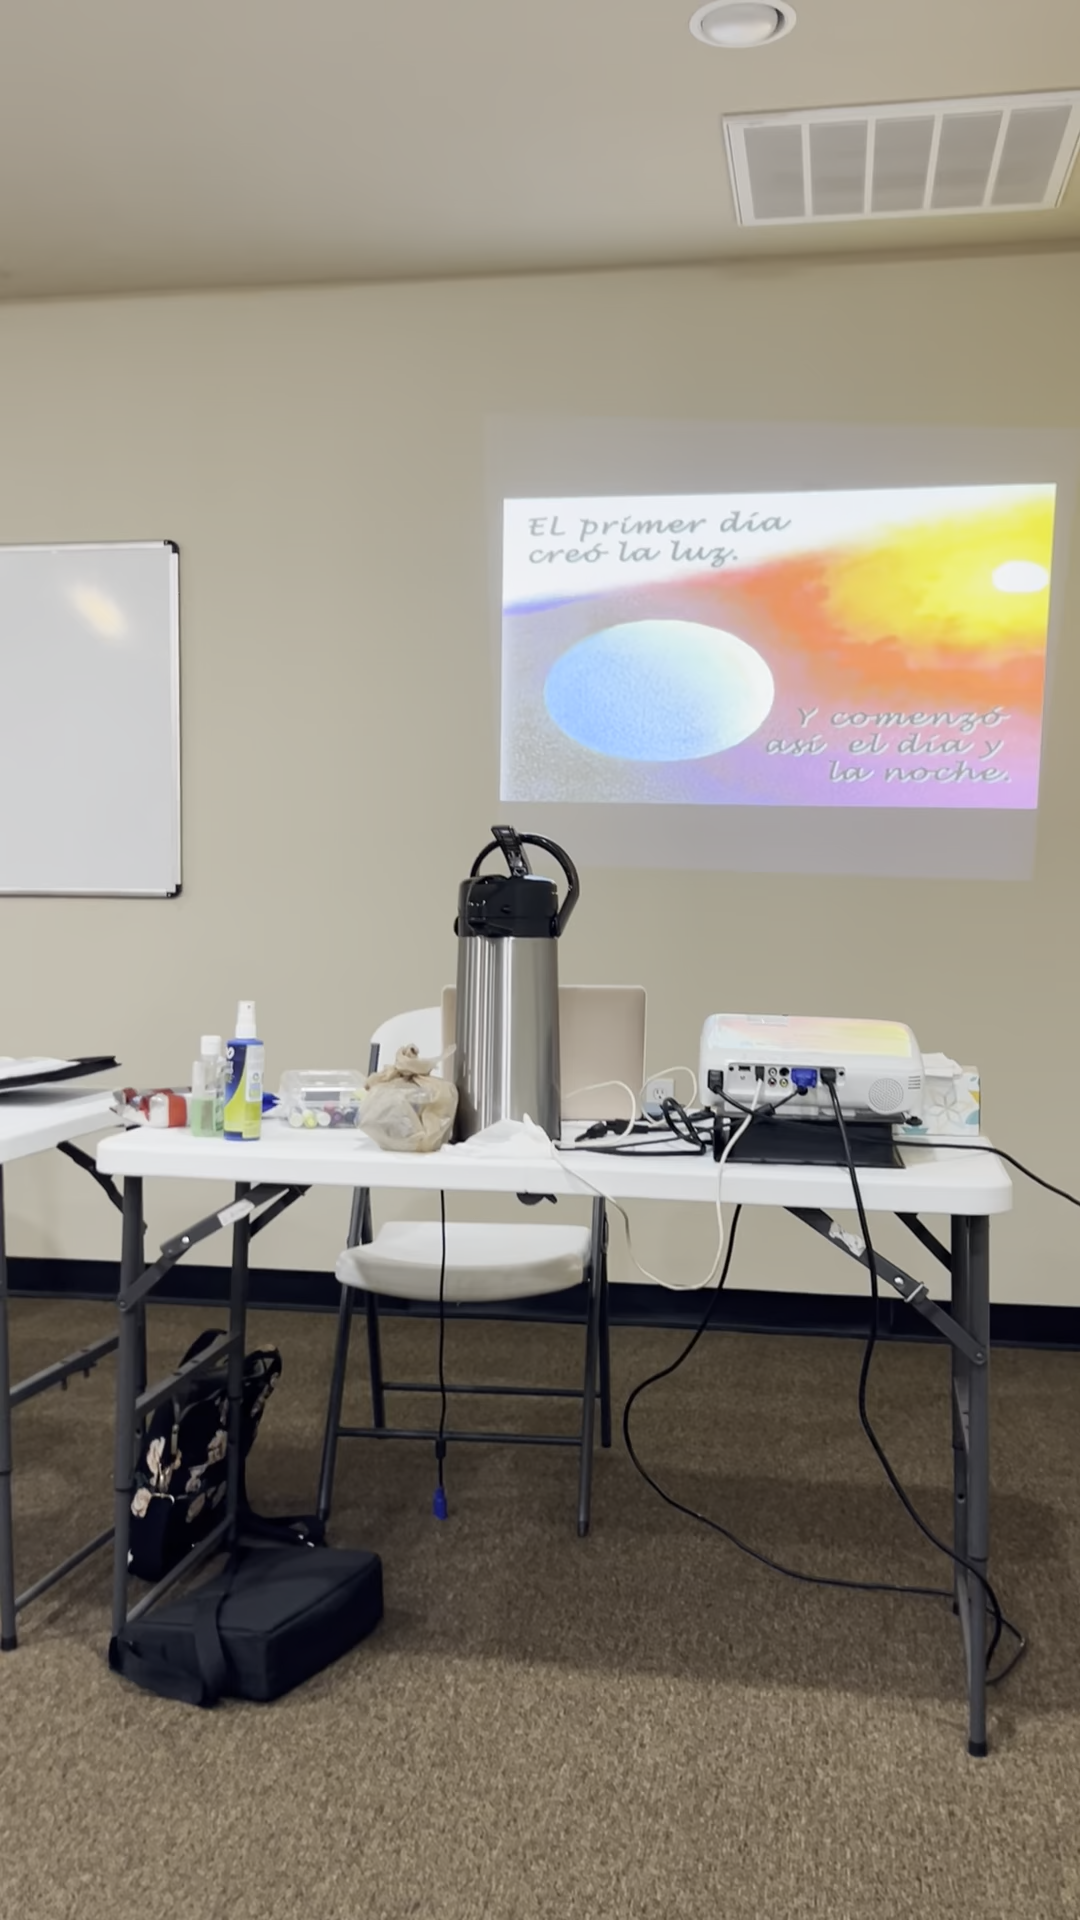 EL primer día
creó la luz.
Y comenzó
así el día y
la noche.